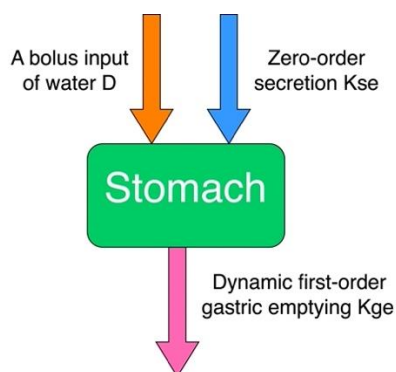 A bolus input
of water D
Zero-order
secretion Kse
Stomach
Dynamic first-order
gastric emptying Kge